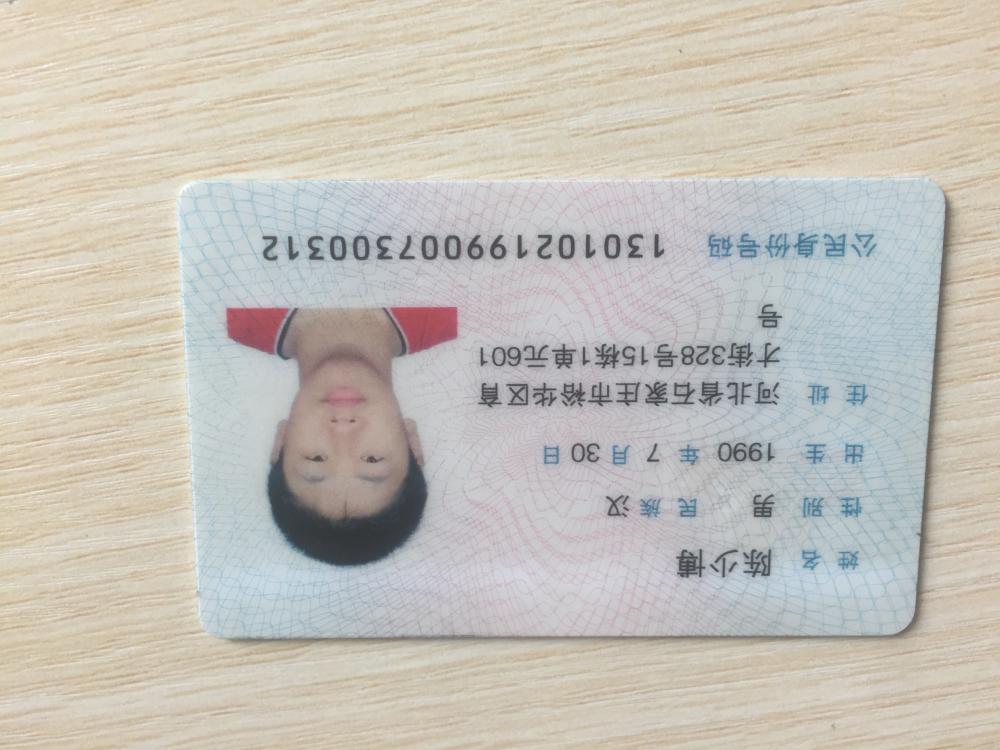 姓名 陈少博
性别 男 民族 汉
出生 1990 年 7 月 30 日
住址 河北省石家庄市裕华区育
才街328号15栋1单元601
号
公民身份号码 130102199007300312